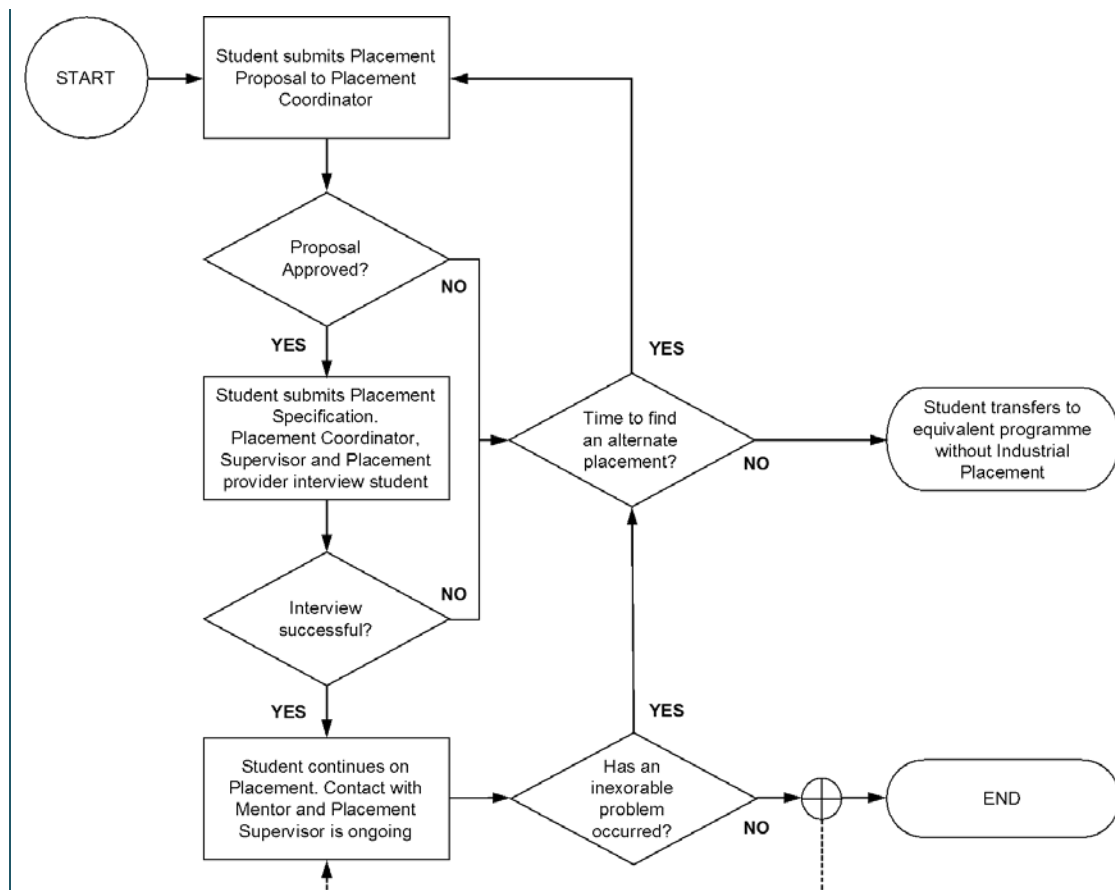 START
Student submits Placement
Proposal to Placement
Coordinator
Proposal
Approved?
NO
YES
Student submits Placement
Specification.
Placement Coordinator,
Supervisor and Placement
provider interview student
Interview
successful?
NO
YES
Student continues on
Placement. Contact with
Mentor and Placement
Supervisor is ongoing
Has an
inexorable
problem
occurred?
YES
NO
END
Time to find
an alternate
placement?
YES
NO
Student transfers to
equivalent programme
without Industrial
Placement